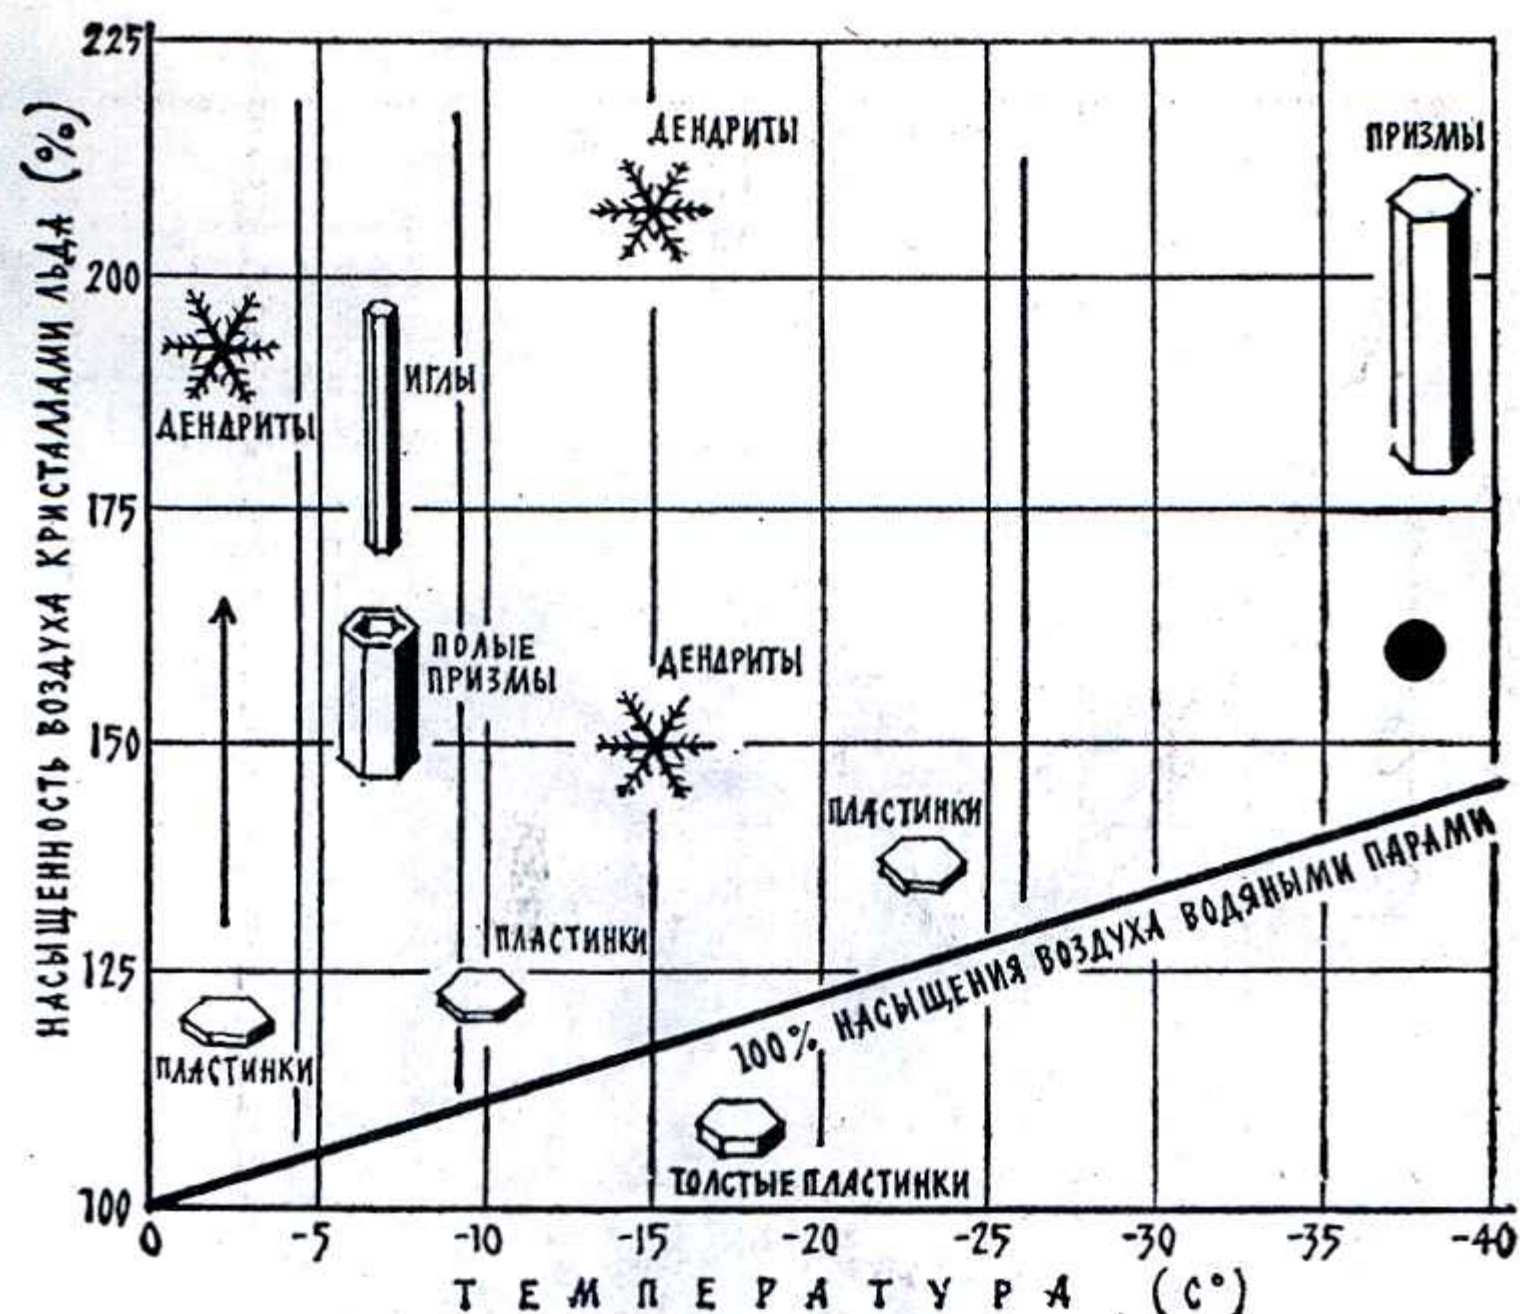 НАСЫЩЕННОСТЬ ВОЗДУХА КРИСТАЛЛАМИ ЛЬДА (%)
225
200
175
150
125
100
ДЕНДРИТЫ
ПРИЗМЫ
ИГЛЫ
ДЕНДРИТЫ
ПОЛЫЕ
ПРИЗМЫ
ДЕНДРИТЫ
ПЛАСТИНКИ
ПЛАСТИНКИ
ПЛАСТИНКИ
100% НАСЫЩЕНИЯ ВОЗДУХА ВОДЯНЫМИ ПАРАМИ
ТОЛСТЫЕ ПЛАСТИНКИ
0 -5 -10 -15 -20 -25 -30 -35 -40
ТЕМПЕРАТУРА (С°)